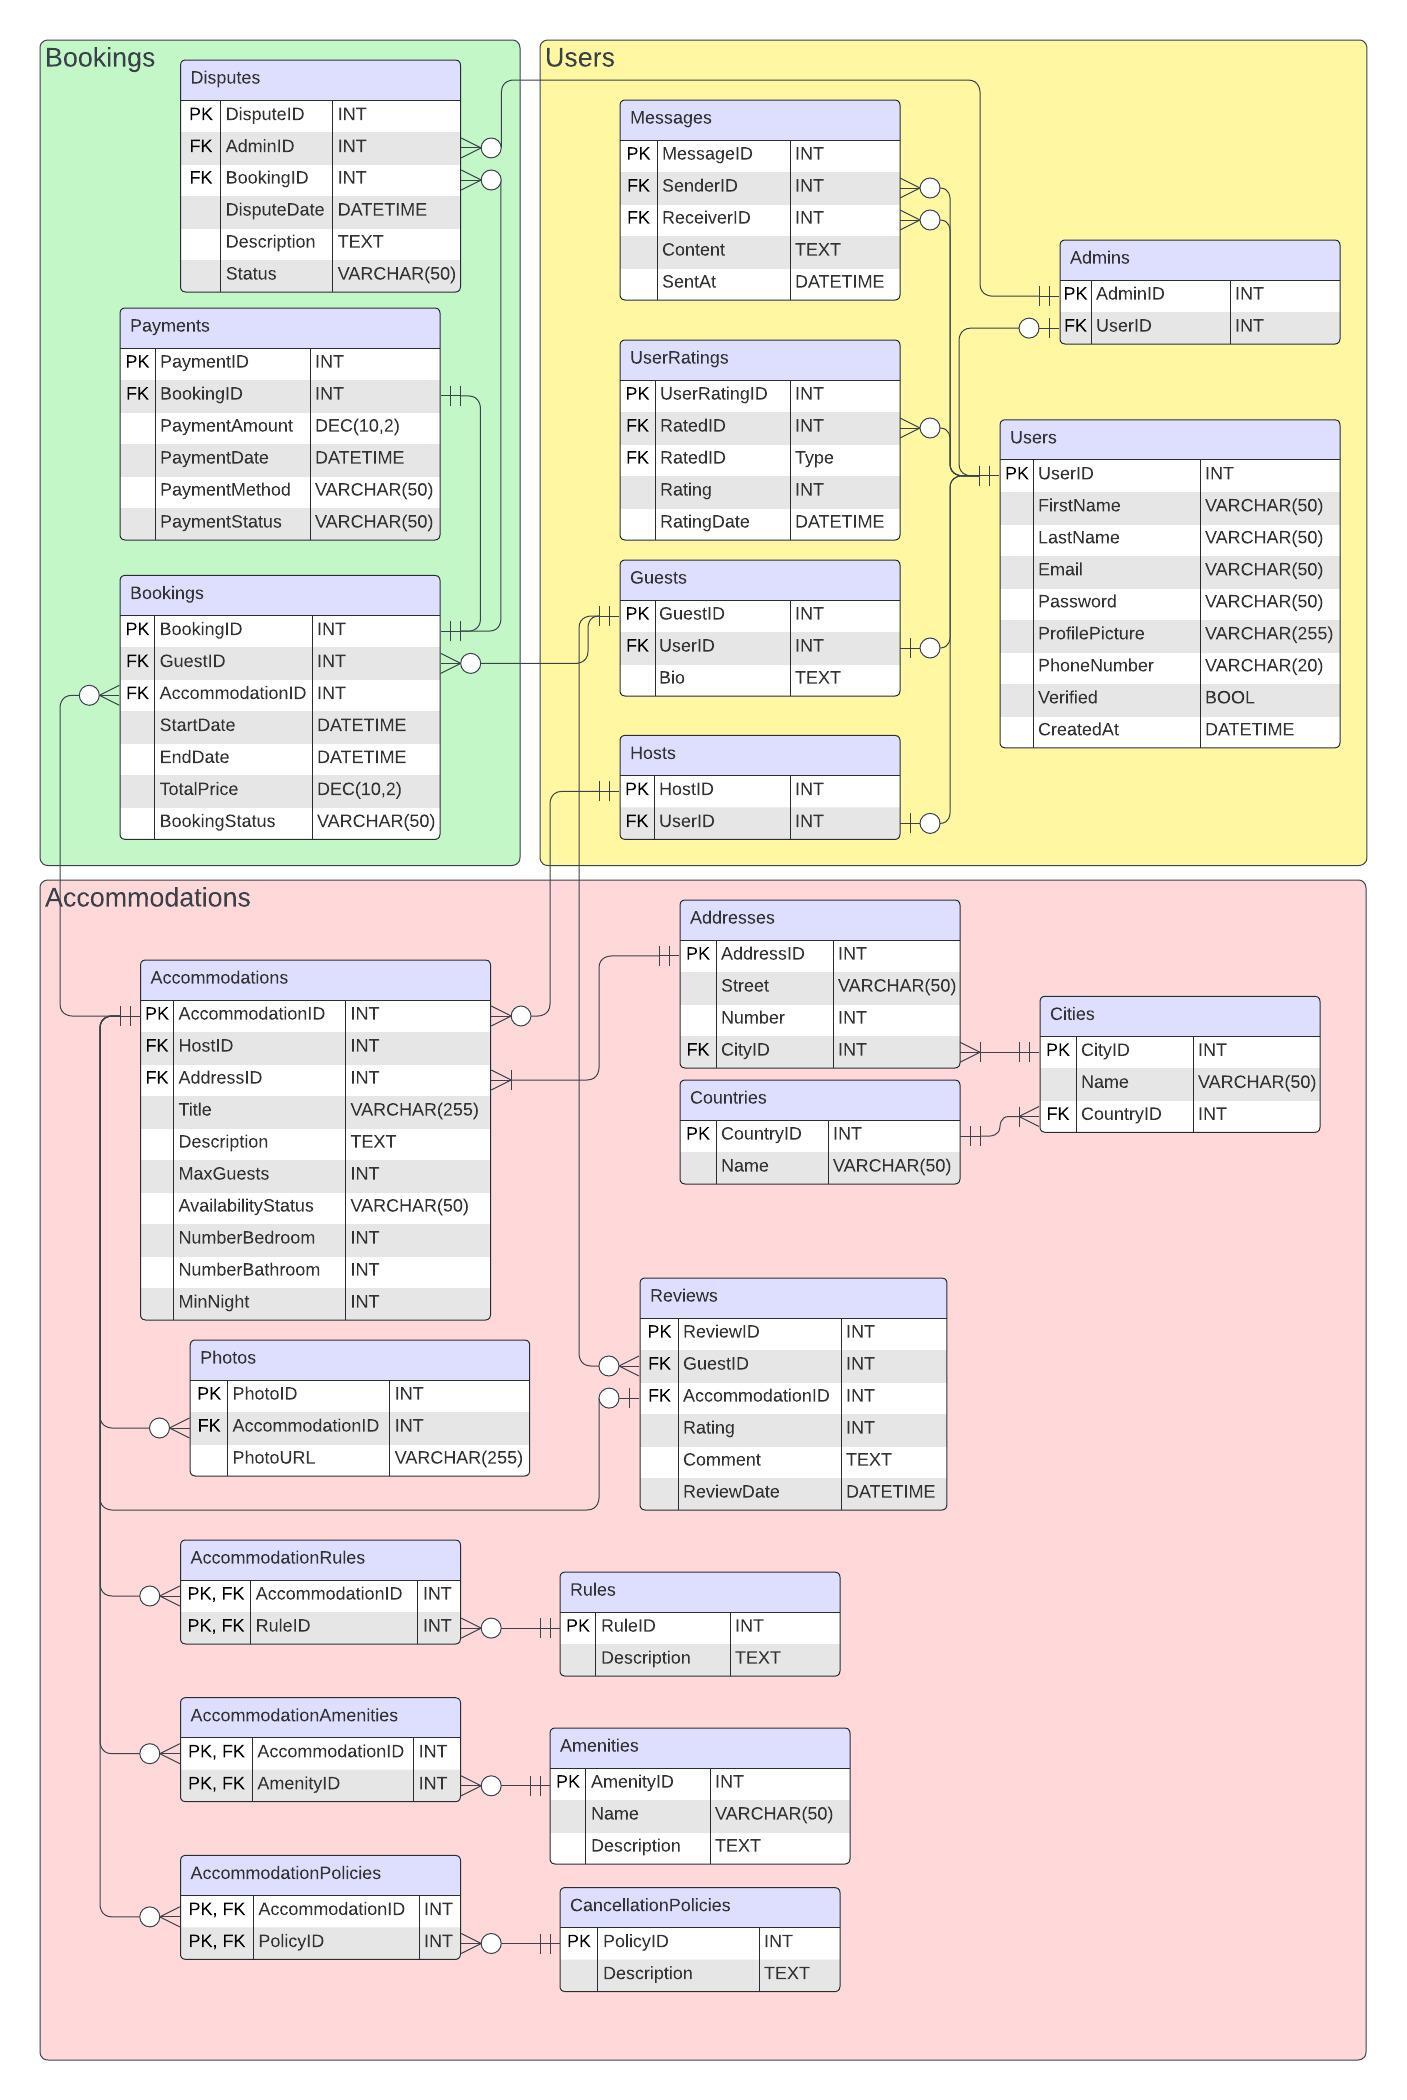 Bookings
Disputes
PK DisputeID INT
FK AdminID INT
FK BookingID INT
DisputeDate DATETIME
Description TEXT
Status VARCHAR(50)
Payments
PK PaymentID INT
FK BookingID INT
PaymentAmount DEC(10,2)
PaymentDate DATETIME
PaymentMethod VARCHAR(50)
PaymentStatus VARCHAR(50)
Bookings
PK BookingID INT
FK GuestID INT
FK AccommodationID INT
StartDate DATETIME
EndDate DATETIME
TotalPrice DEC(10,2)
BookingStatus VARCHAR(50)
Users
Messages
PK MessageID INT
FK SenderID INT
FK ReceiverID INT
Content TEXT
SentAt DATETIME
UserRatings
PK UserRatingID INT
FK RatedID INT
FK RatedID Type
Rating INT
RatingDate DATETIME
Guests
PK GuestID INT
FK UserID INT
Bio TEXT
Hosts
PK HostID INT
FK UserID INT
Admins
PK AdminID INT
FK UserID INT
Users
PK UserID INT
FirstName VARCHAR(50)
LastName VARCHAR(50)
Email VARCHAR(50)
Password VARCHAR(50)
ProfilePicture VARCHAR(255)
PhoneNumber VARCHAR(20)
Verified BOOL
CreatedAt DATETIME
Accommodations
Accommodations
PK AccommodationID INT
FK HostID INT
FK AddressID INT
Title VARCHAR(255)
Description TEXT
MaxGuests INT
AvailabilityStatus VARCHAR(50)
NumberBedroom INT
NumberBathroom INT
MinNight INT
Addresses
PK AddressID INT
Street VARCHAR(50)
Number INT
FK CityID INT
Cities
PK CityID INT
Name VARCHAR(50)
FK CountryID INT
Countries
PK CountryID INT
Name VARCHAR(50)
Photos
PK PhotoID INT
FK AccommodationID INT
PhotoURL VARCHAR(255)
Reviews
PK ReviewID INT
FK GuestID INT
FK AccommodationID INT
Rating INT
Comment TEXT
ReviewDate DATETIME
AccommodationRules
PK, FK AccommodationID INT
PK, FK RuleID INT
Rules
PK RuleID INT
Description TEXT
AccommodationAmenities
PK, FK AccommodationID INT
PK, FK AmenityID INT
Amenities
PK AmenityID INT
Name VARCHAR(50)
Description TEXT
AccommodationPolicies
PK, FK AccommodationID INT
PK, FK PolicyID INT
CancellationPolicies
PK PolicyID INT
Description TEXT